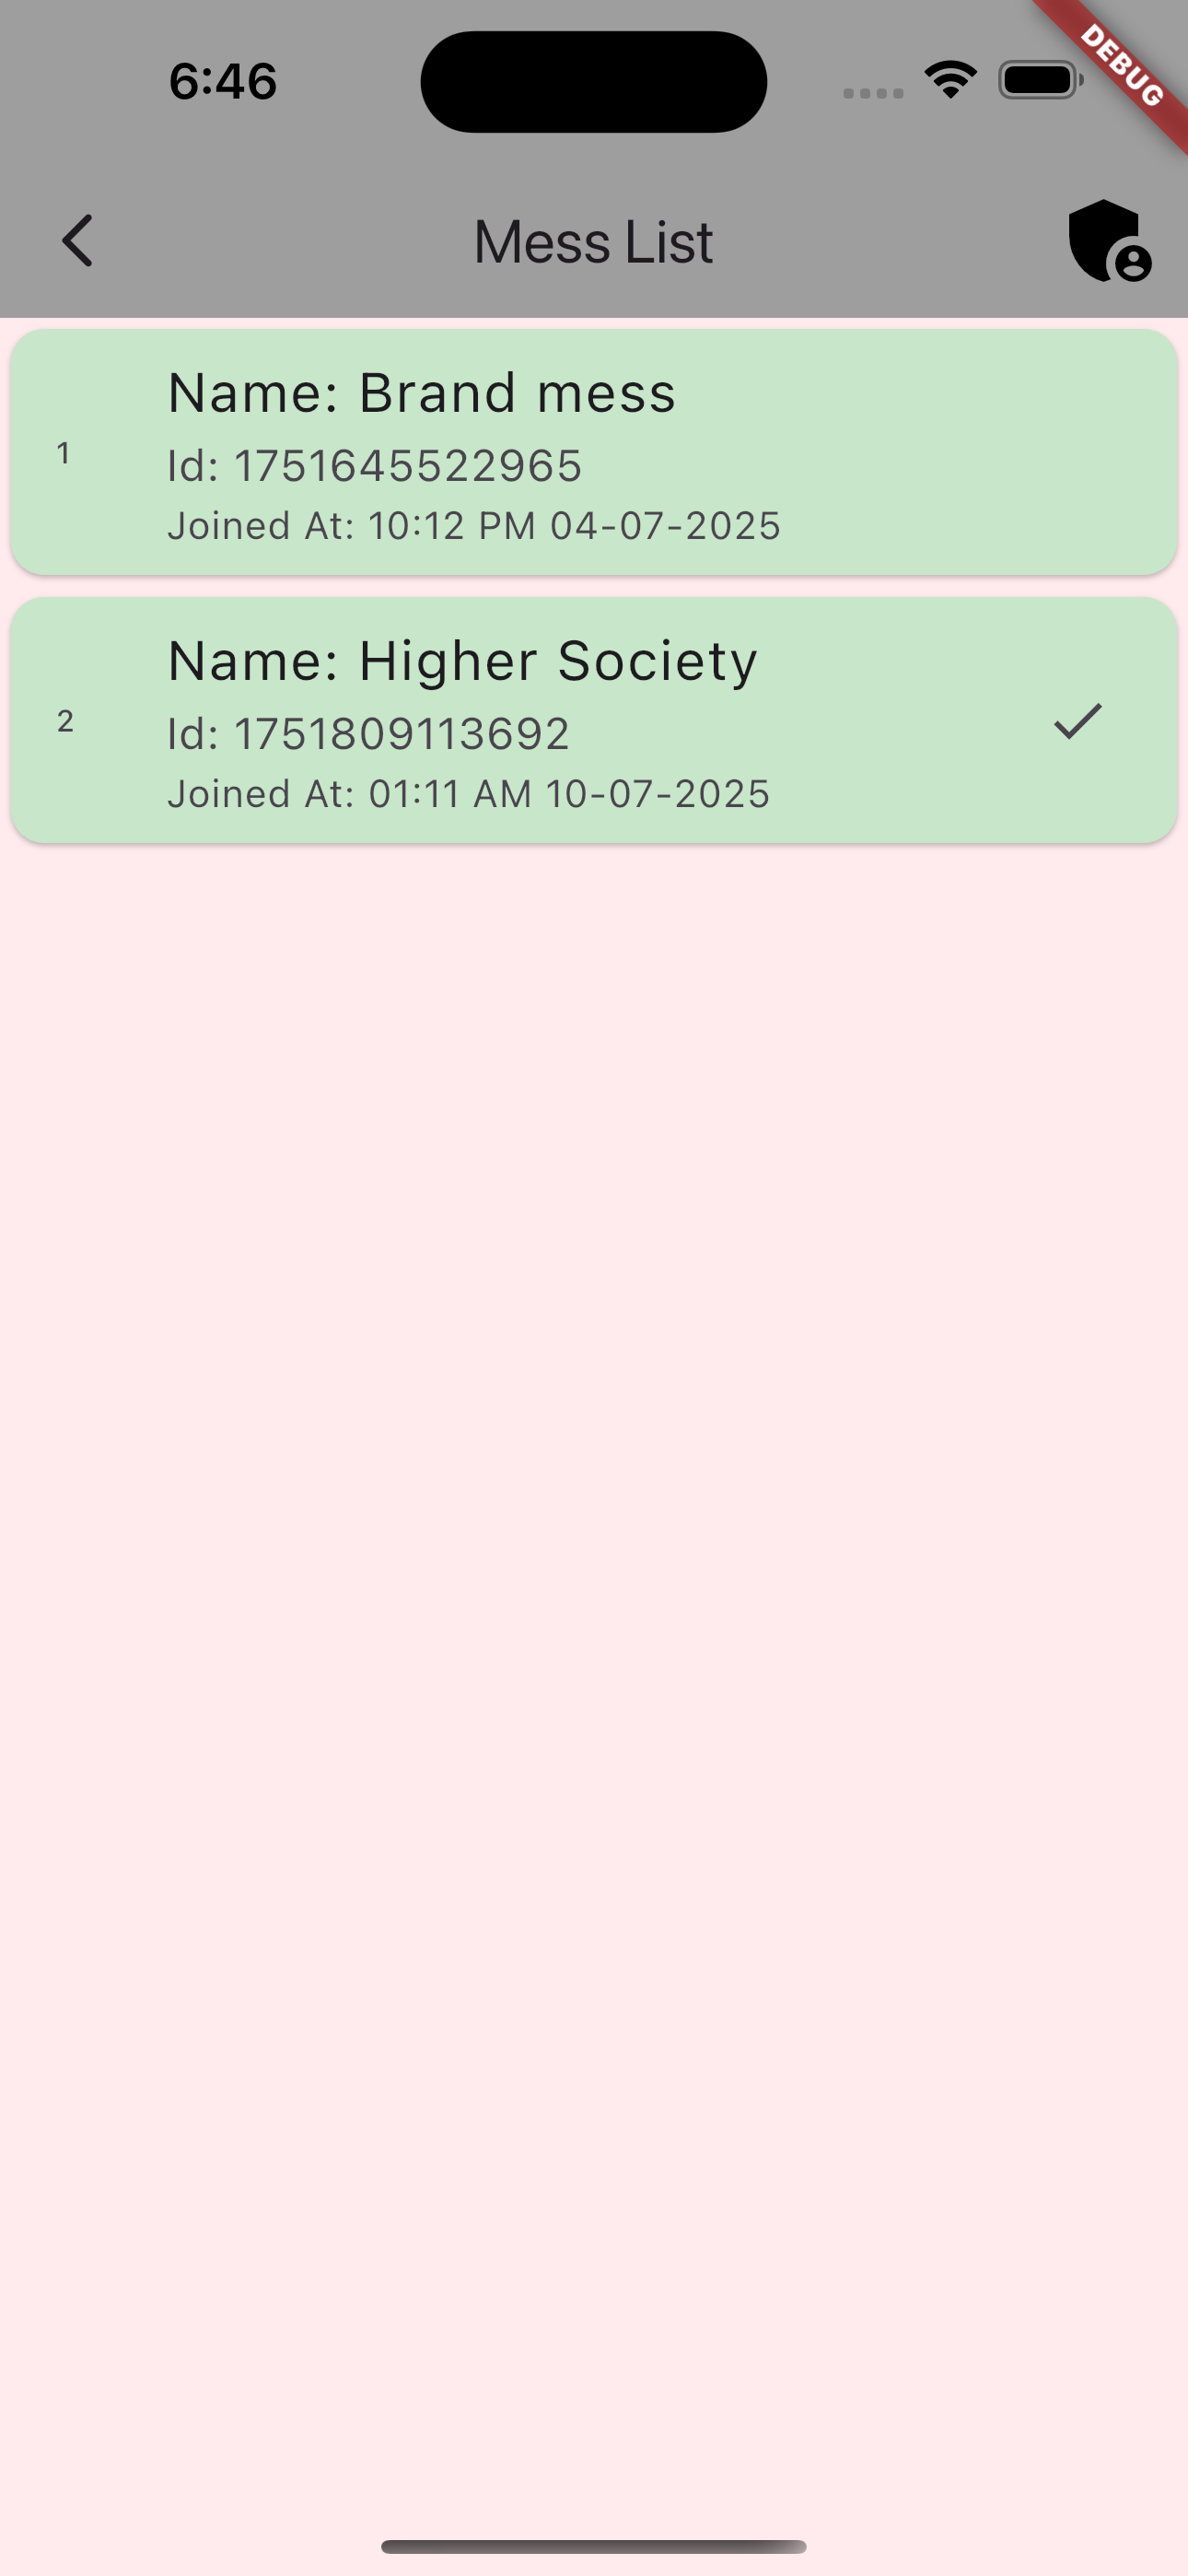 6:46
DEBUG
Mess List
Name: Brand mess
1
Id: 1751645522965
Joined At: 10:12 PM 04-07-2025
Name: Higher Society
2
Id: 1751809113692
Joined At: 01:11 AM 10-07-2025